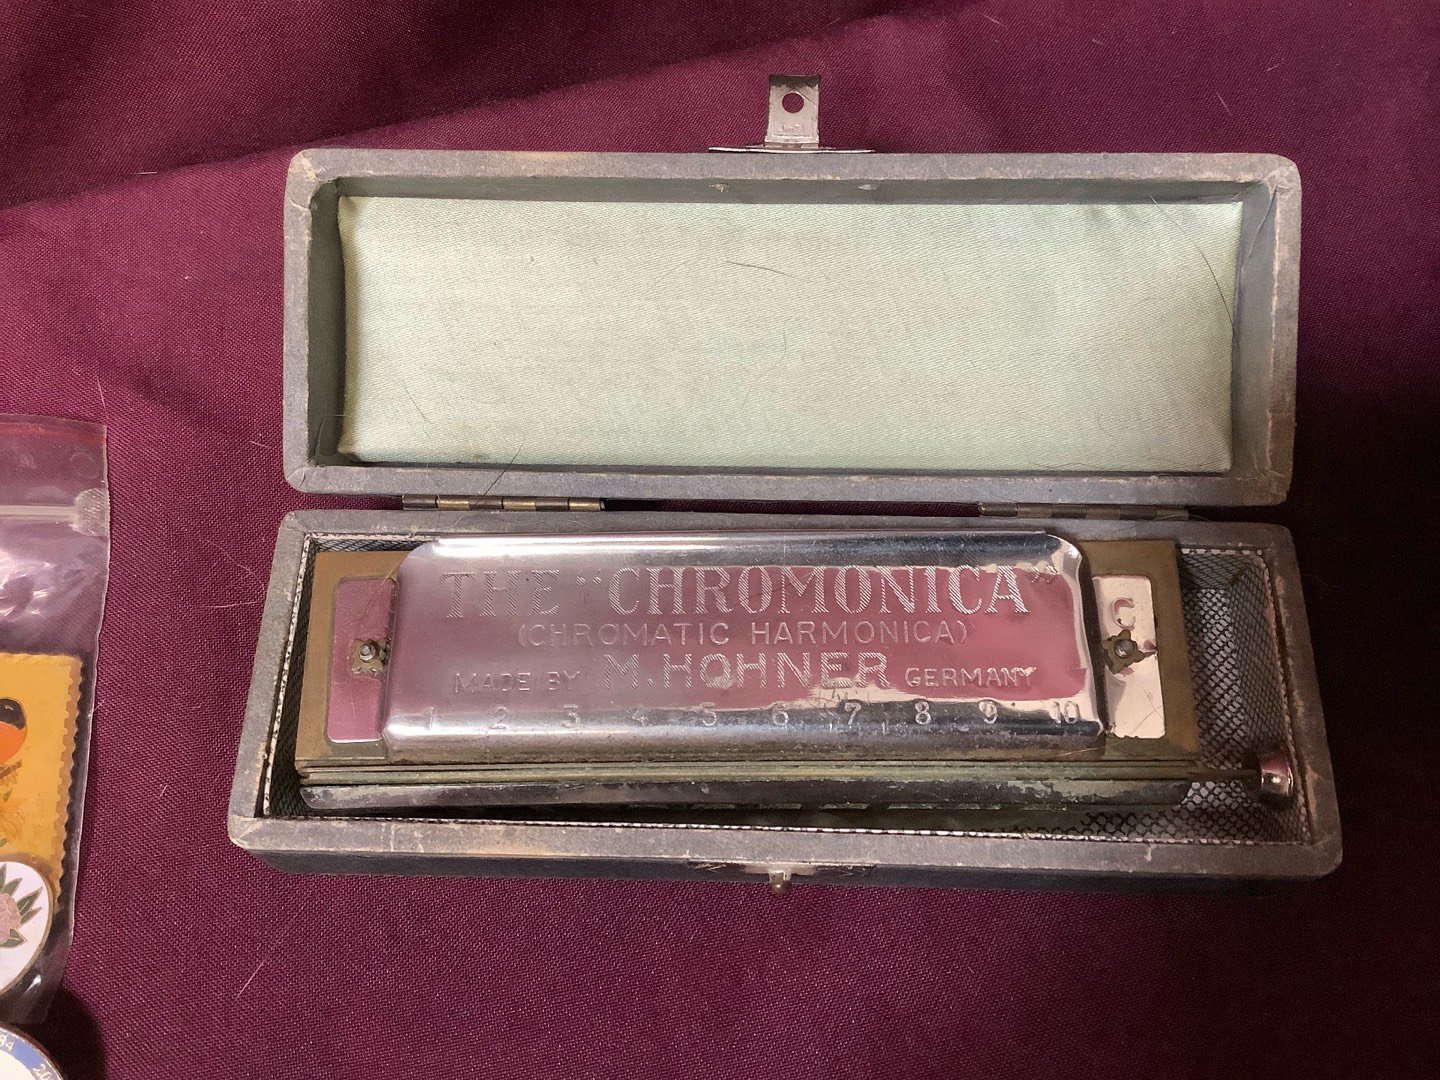 THE "CHROMONICA"
(CHROMATIC HARMONICA)
MADE BY M. HOHNER GERMANY
1 2 3 4 5 6 7 8 9 10
C